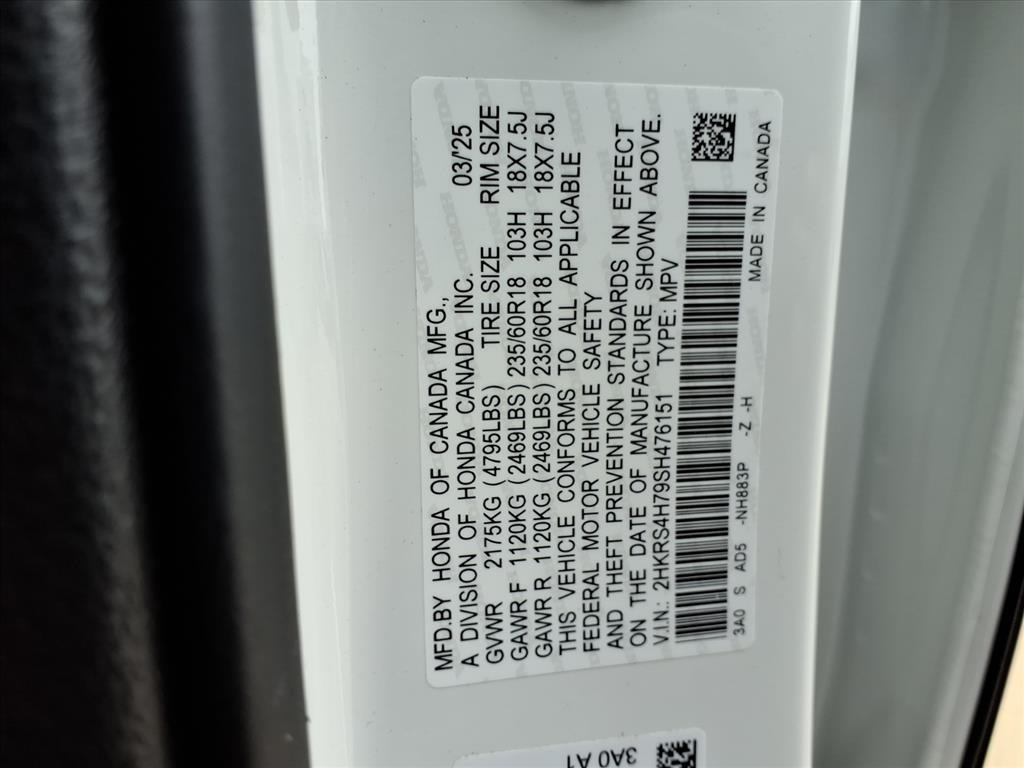 MFD.BY HONDA OF CANADA MFG.,
A DIVISION OF HONDA CANADA INC. 03/'25
GVWR 2175KG (4795LBS) TIRE SIZE RIM SIZE
GAWR F 1120KG (2469LBS) 235/60R18 103H 18X7.5J
GAWR R 1120KG (2469LBS) 235/60R18 103H 18X7.5J
THIS VEHICLE CONFORMS TO ALL APPLICABLE
FEDERAL MOTOR VEHICLE SAFETY
AND THEFT PREVENTION STANDARDS IN EFFECT
ON THE DATE OF MANUFACTURE SHOWN ABOVE.
V.I.N.: 2HKRS4H79SH476151 TYPE: MPV
3A0 S AD5 -NH883P -Z -H
MADE IN CANADA
3A0 A1